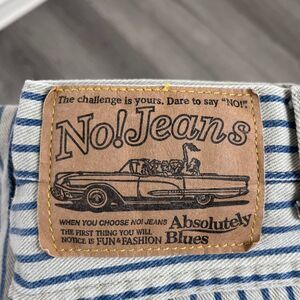 The challenge is yours. Dare to say "NO!".
No!Jeans
WHEN YOU CHOOSE NO! JEANS
THE FIRST THING YOU WILL
NOTICE IS FUN & FASHION
Absolutely
Blues